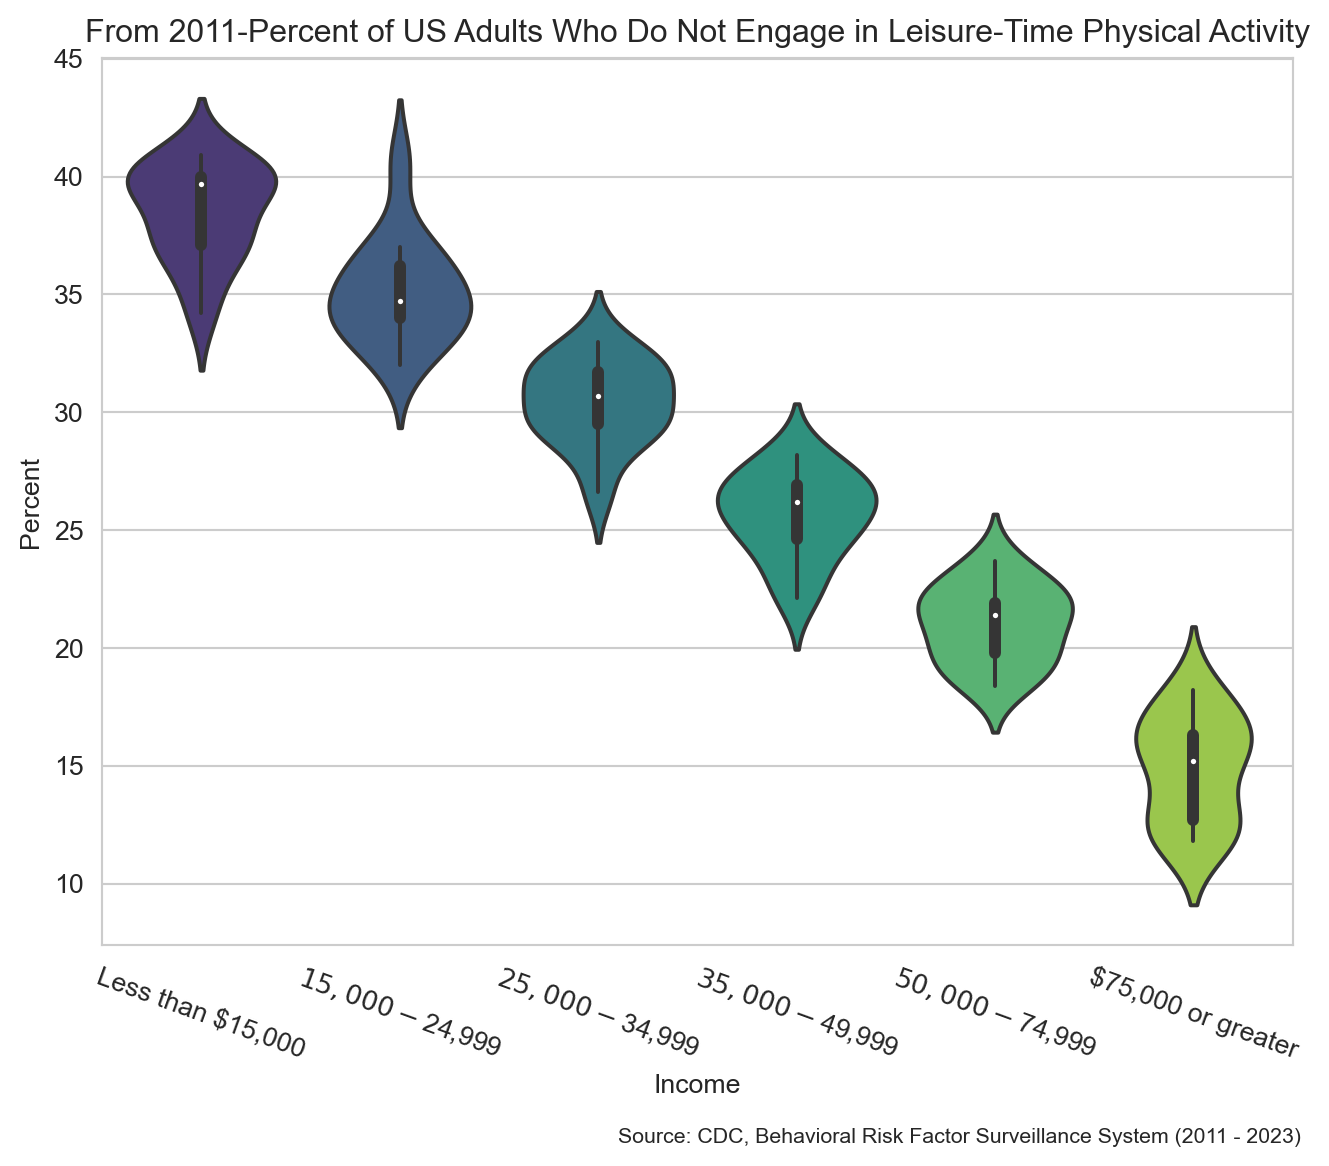 From 2011-Percent of US Adults Who Do Not Engage in Leisure-Time Physical Activity
45
40
35
30
25
20
15
10
Percent
Less than $15,000
15, 000 – 24,999
25, 000 – 34,999
35, 000 – 49,999
50, 000 – 74,999
$75,000 or greater
Income
Source: CDC, Behavioral Risk Factor Surveillance System (2011 - 2023)